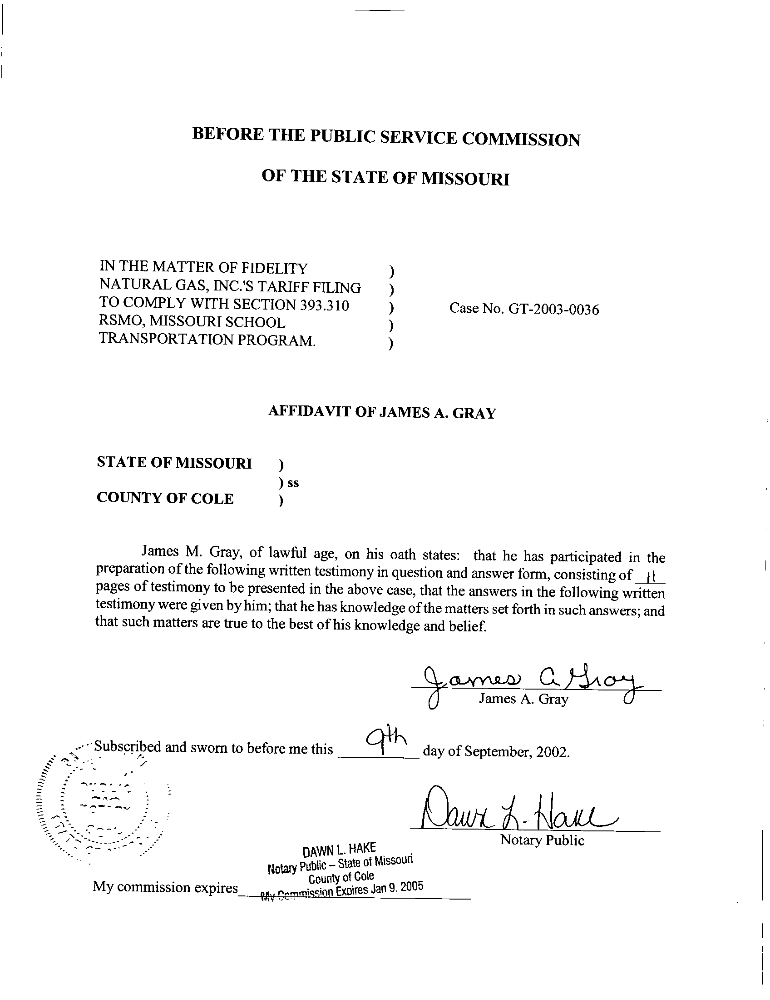 BEFORE THE PUBLIC SERVICE COMMISSION
OF THE STATE OF MISSOURI
IN THE MATTER OF FIDELITY )
NATURAL GAS, INC.'S TARIFF FILING )
TO COMPLY WITH SECTION 393.310 ) Case No. GT-2003-0036
RSMO, MISSOURI SCHOOL )
TRANSPORTATION PROGRAM. )
AFFIDAVIT OF JAMES A. GRAY
STATE OF MISSOURI )
) ss
COUNTY OF COLE )
James M. Gray, of lawful age, on his oath states: that he has participated in the
preparation of the following written testimony in question and answer form, consisting of 11
pages of testimony to be presented in the above case, that the answers in the following written
testimony were given by him; that he has knowledge of the matters set forth in such answers; and
that such matters are true to the best of his knowledge and belief.
James A Gray
James A. Gray
Subscribed and sworn to before me this 9th day of September, 2002.
Dawn L. Hake
Notary Public
DAWN L. HAKE
Notary Public – State of Missouri
County of Cole
My commission expires My Commission Expires Jan 9, 2005